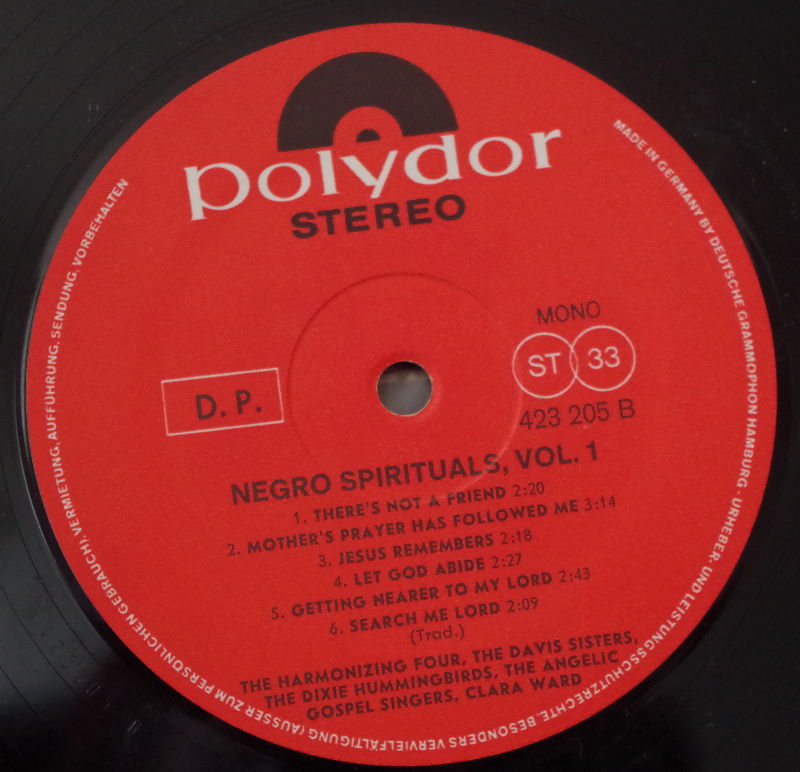 polydor
STEREO
MONO
ST 33
423 205 B
D. P.
NEGRO SPIRITUALS, VOL. 1
1. THERE'S NOT A FRIEND 2:20
2. MOTHER'S PRAYER HAS FOLLOWED ME 3:14
3. JESUS REMEMBERS 2:18
4. LET GOD ABIDE 2:27
5. GETTING NEARER TO MY LORD 2:43
6. SEARCH ME LORD 2:09
(Trad.)
THE HARMONIZING FOUR, THE DAVIS SISTERS,
THE DIXIE HUMMINGBIRDS, THE ANGELIC
GOSPEL SINGERS, CLARA WARD
MADE IN GERMANY BY DEUTSCHE GRAMMOPHON HAMBURG · URHEBER- UND LEISTUNGSSCHUTZRECHTE, BESONDERS VERVIELFÄLTIGUNG (AUSSER ZUM PERSÖNLICHEN GEBRAUCH), VERMIETUNG, AUFFÜHRUNG, SENDUNG, VORBEHALTEN